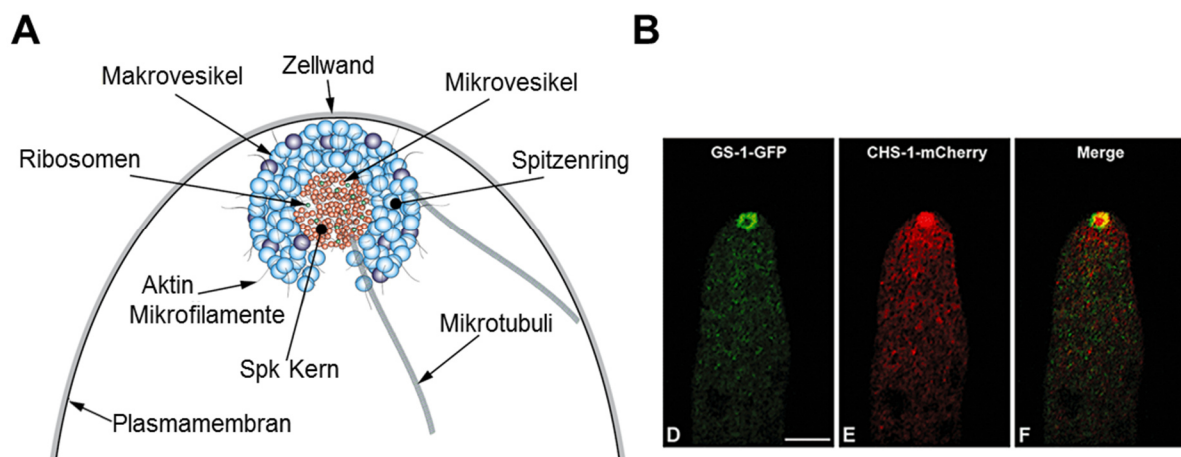 A
Zellwand
Makrovesikel
Mikrovesikel
Ribosomen
Spitzenring
Aktin
Mikrofilamente
Mikrotubuli
Spk Kern
Plasmamembran
B
GS-1-GFP
CHS-1-mCherry
Merge
D
E
F